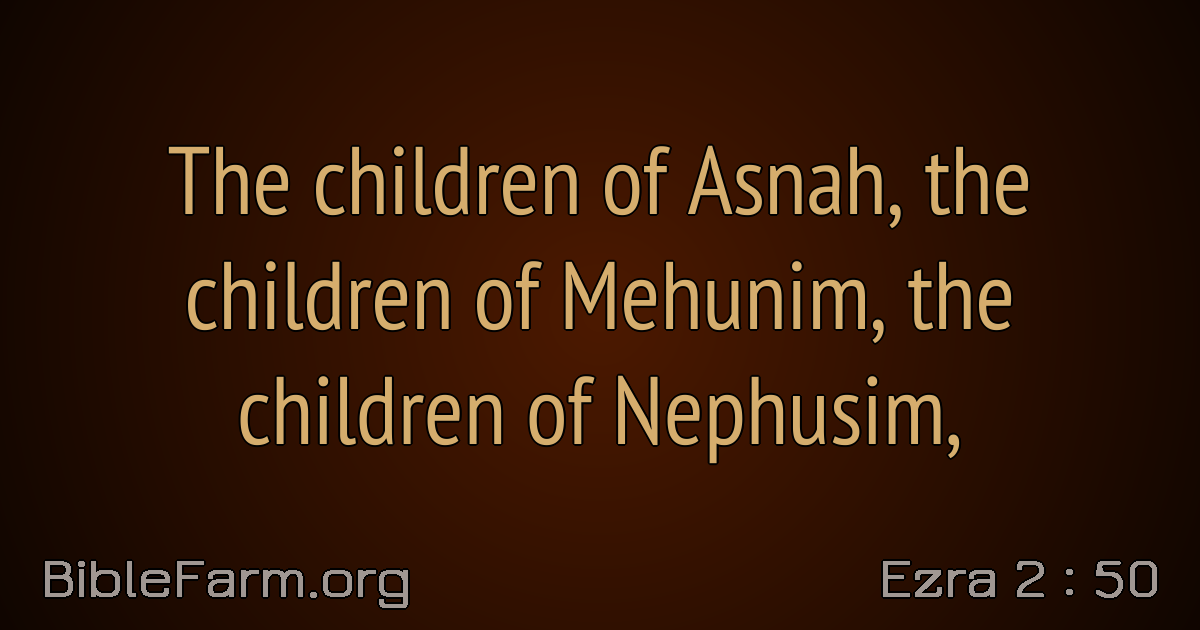 The children of Asnah, the
children of Mehunim, the
children of Nephusim,
BibleFarm.org
Ezra 2 : 50